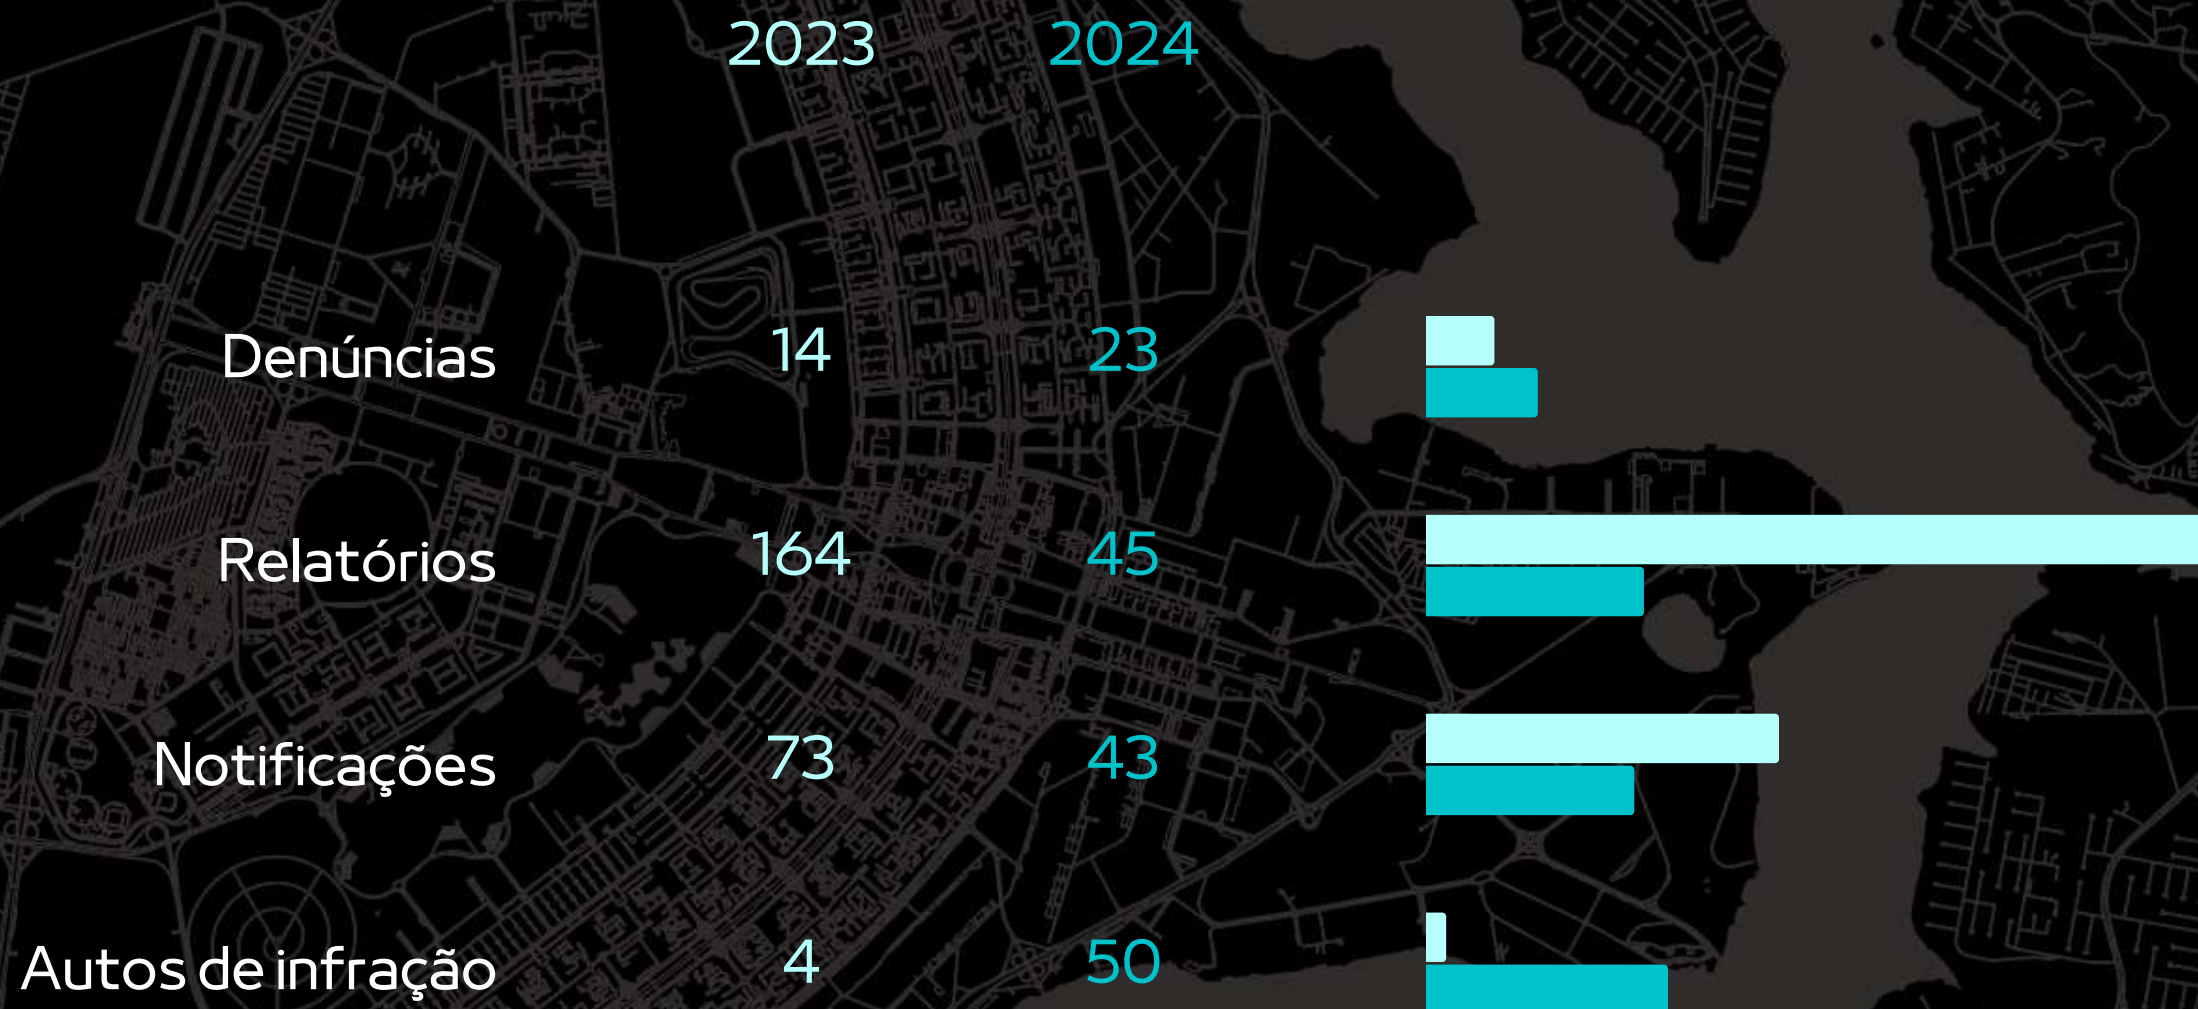 2023 2024
Denúncias 14 23
Relatórios 164 45
Notificações 73 43
Autos de infração 4 50